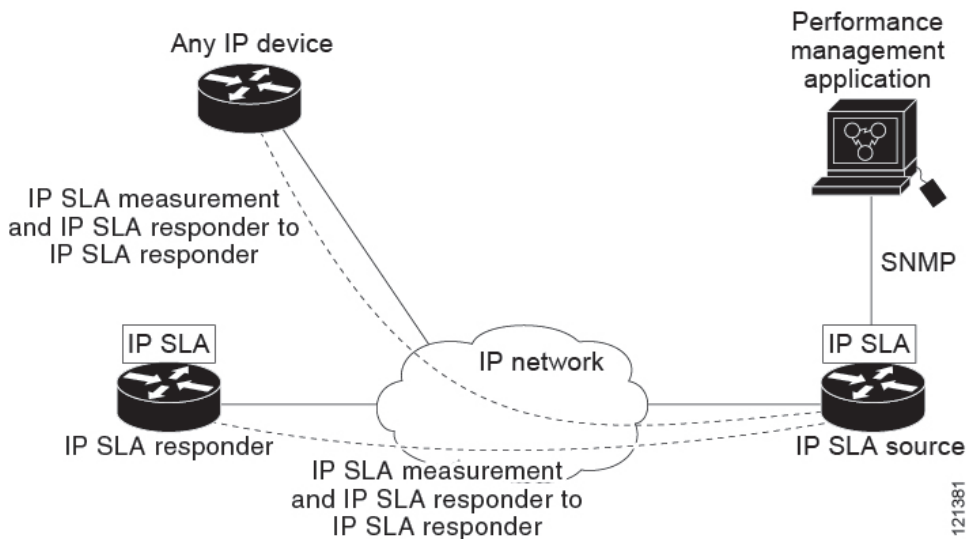 Any IP device
Performance
management
application
IP SLA measurement
and IP SLA responder to
IP SLA responder
SNMP
IP SLA
IP network
IP SLA
IP SLA responder
IP SLA source
IP SLA measurement
and IP SLA responder to
IP SLA responder
121381